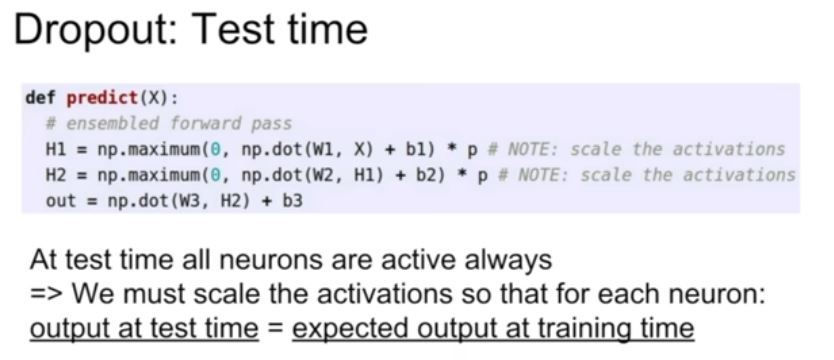 Dropout: Test time
def predict(X):
# ensembled forward pass
H1 = np.maximum(0, np.dot(W1, X) + b1) * p # NOTE: scale the activations
H2 = np.maximum(0, np.dot(W2, H1) + b2) * p # NOTE: scale the activations
out = np.dot(W3, H2) + b3
At test time all neurons are active always
=> We must scale the activations so that for each neuron:
output at test time = expected output at training time